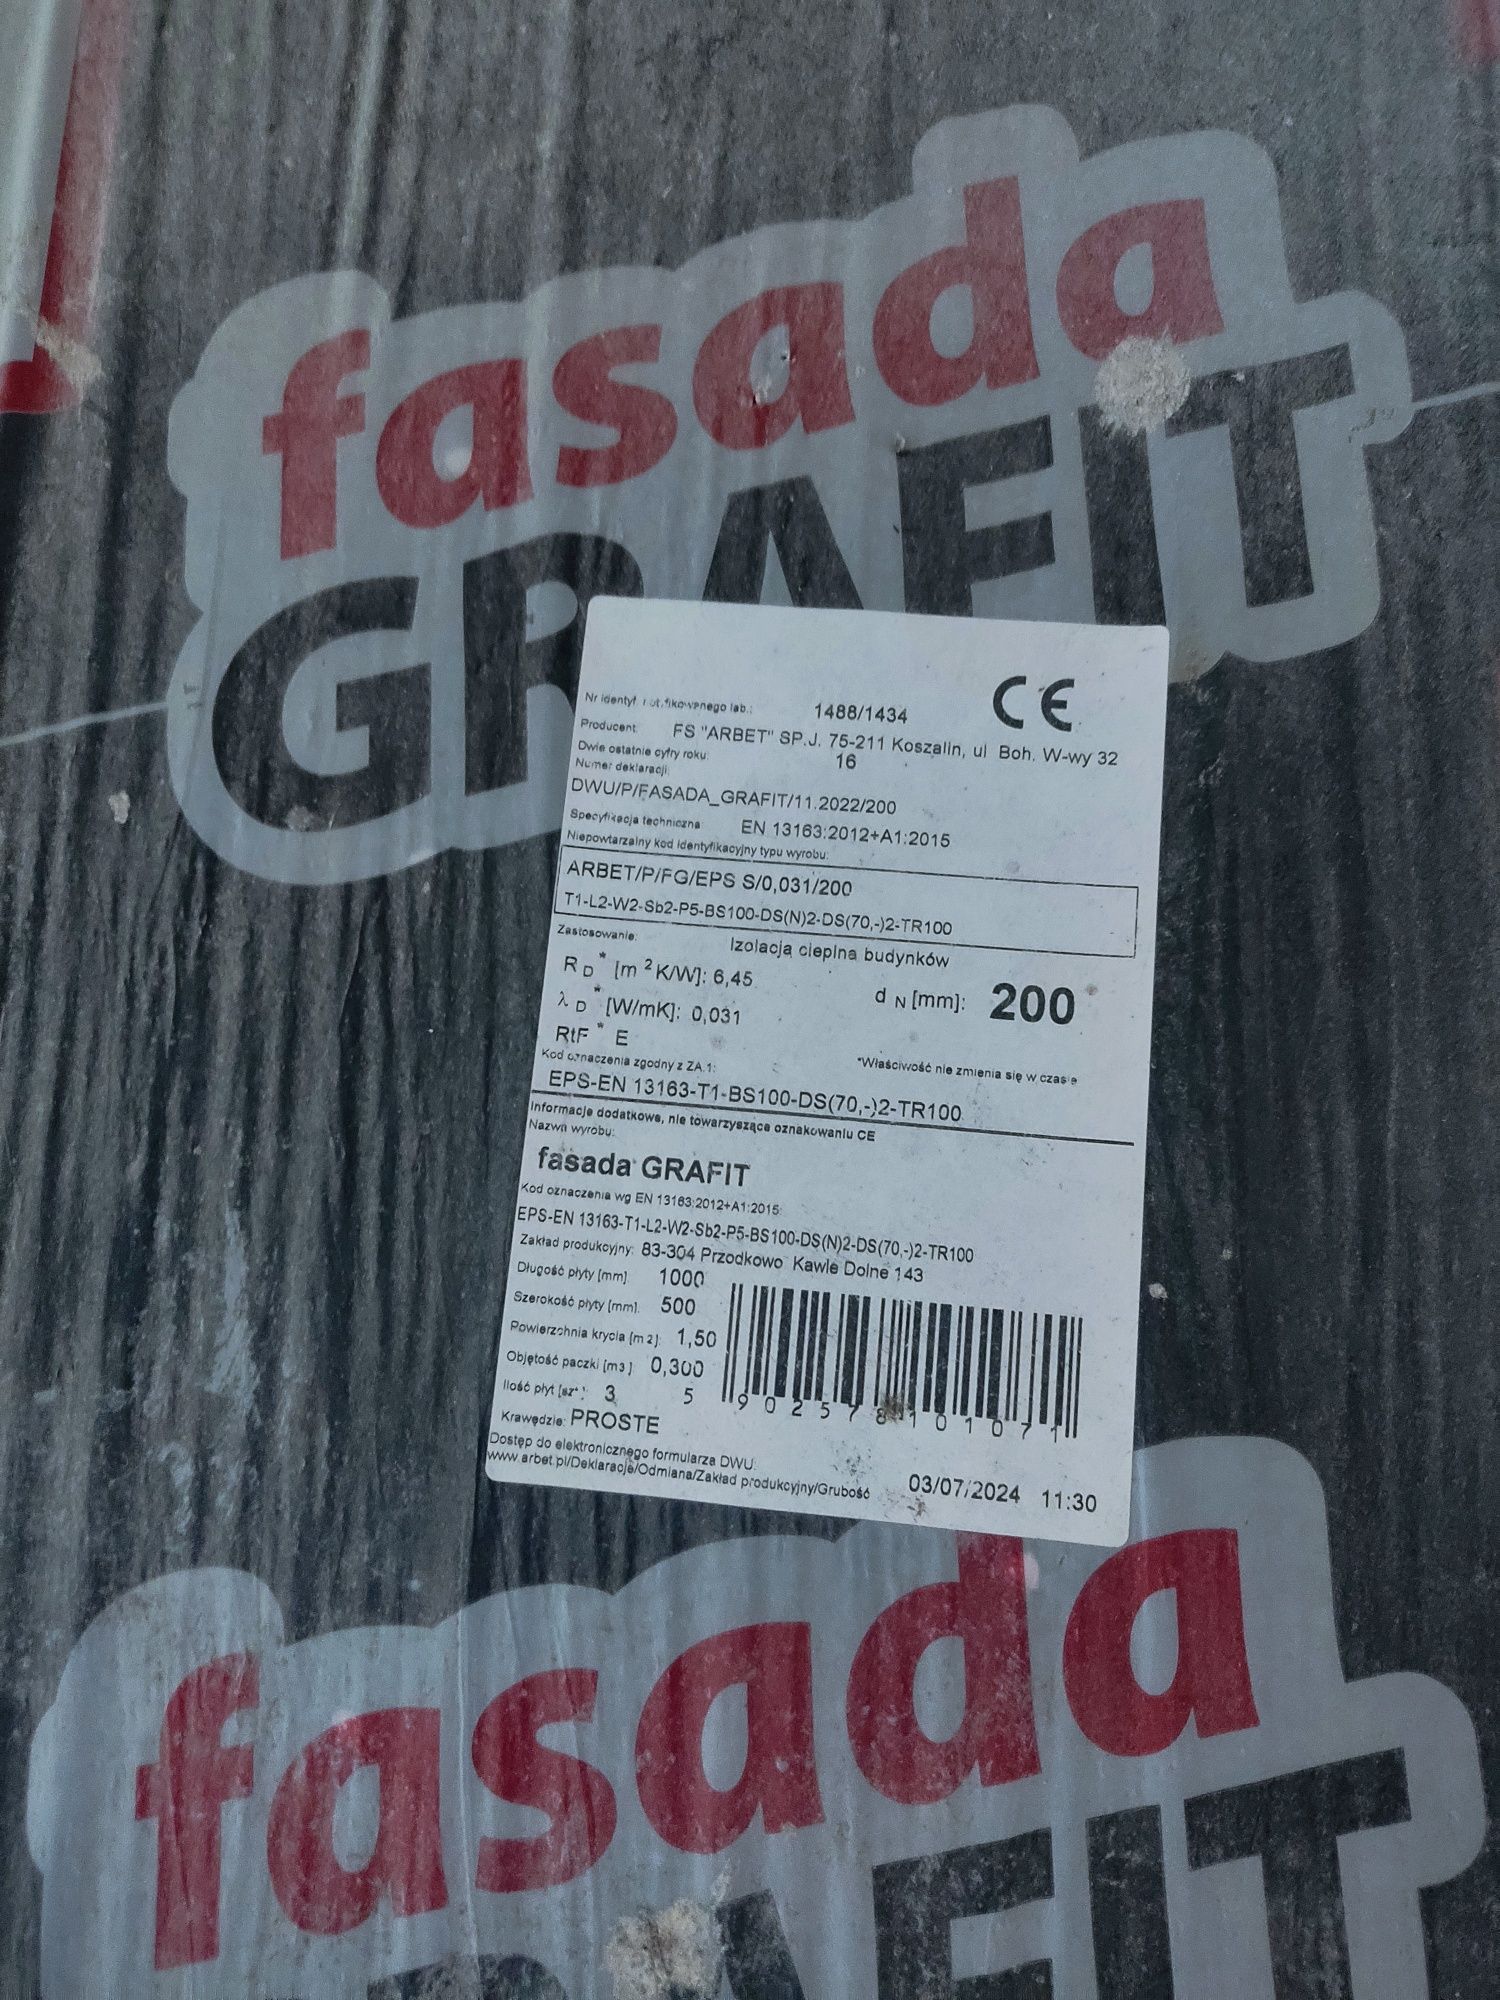 fasada
GRAFIT
CE
Nr identyf. notyfikowanego lab.: 1488/1434
Producent: FS "ARBET" SP.J. 75-211 Koszalin, ul Boh. W-wy 32
Dwie ostatnie cyfry roku: 16
Numer deklaracji:
DWU/P/FASADA_GRAFIT/11.2022/200
Specyfikacja techniczna EN 13163:2012+A1:2015
Niepowtarzalny kod identyfikacyjny typu wyrobu:
ARBET/P/FG/EPS S/0,031/200
T1-L2-W2-Sb2-P5-BS100-DS(N)2-DS(70,-)2-TR100
Zastosowanie: Izolacja cieplna budynków
R D * [m 2 K/W]: 6,45
d N [mm]: 200
λ D * [W/mK]: 0,031
RtF * E
*Właściwość nie zmienia się w czasie
Kod oznaczenia zgodny z ZA.1:
EPS-EN 13163-T1-BS100-DS(70,-)2-TR100
Informacje dodatkowe, nie towarzyszące oznakowaniu CE
Nazwa wyrobu:
fasada GRAFIT
Kod oznaczenia wg EN 13163:2012+A1:2015:
EPS-EN 13163-T1-L2-W2-Sb2-P5-BS100-DS(N)2-DS(70,-)2-TR100
Zakład produkcyjny: 83-304 Przodkowo Kawle Dolne 143
Długość płyty [mm] 1000
Szerokość płyty [mm]. 500
Powierzchnia krycia [m 2]: 1,50
Objętość paczki [m3 ] 0,300
Ilość płyt [szt.]: 3
5 902578101071
Krawędzie: PROSTE
Dostęp do elektronicznego formularza DWU:
www.arbet.pl/Deklaracje/Odmiana/Zakład produkcyjny/Grubość
03/07/2024 11:30
fasada
GRAFIT